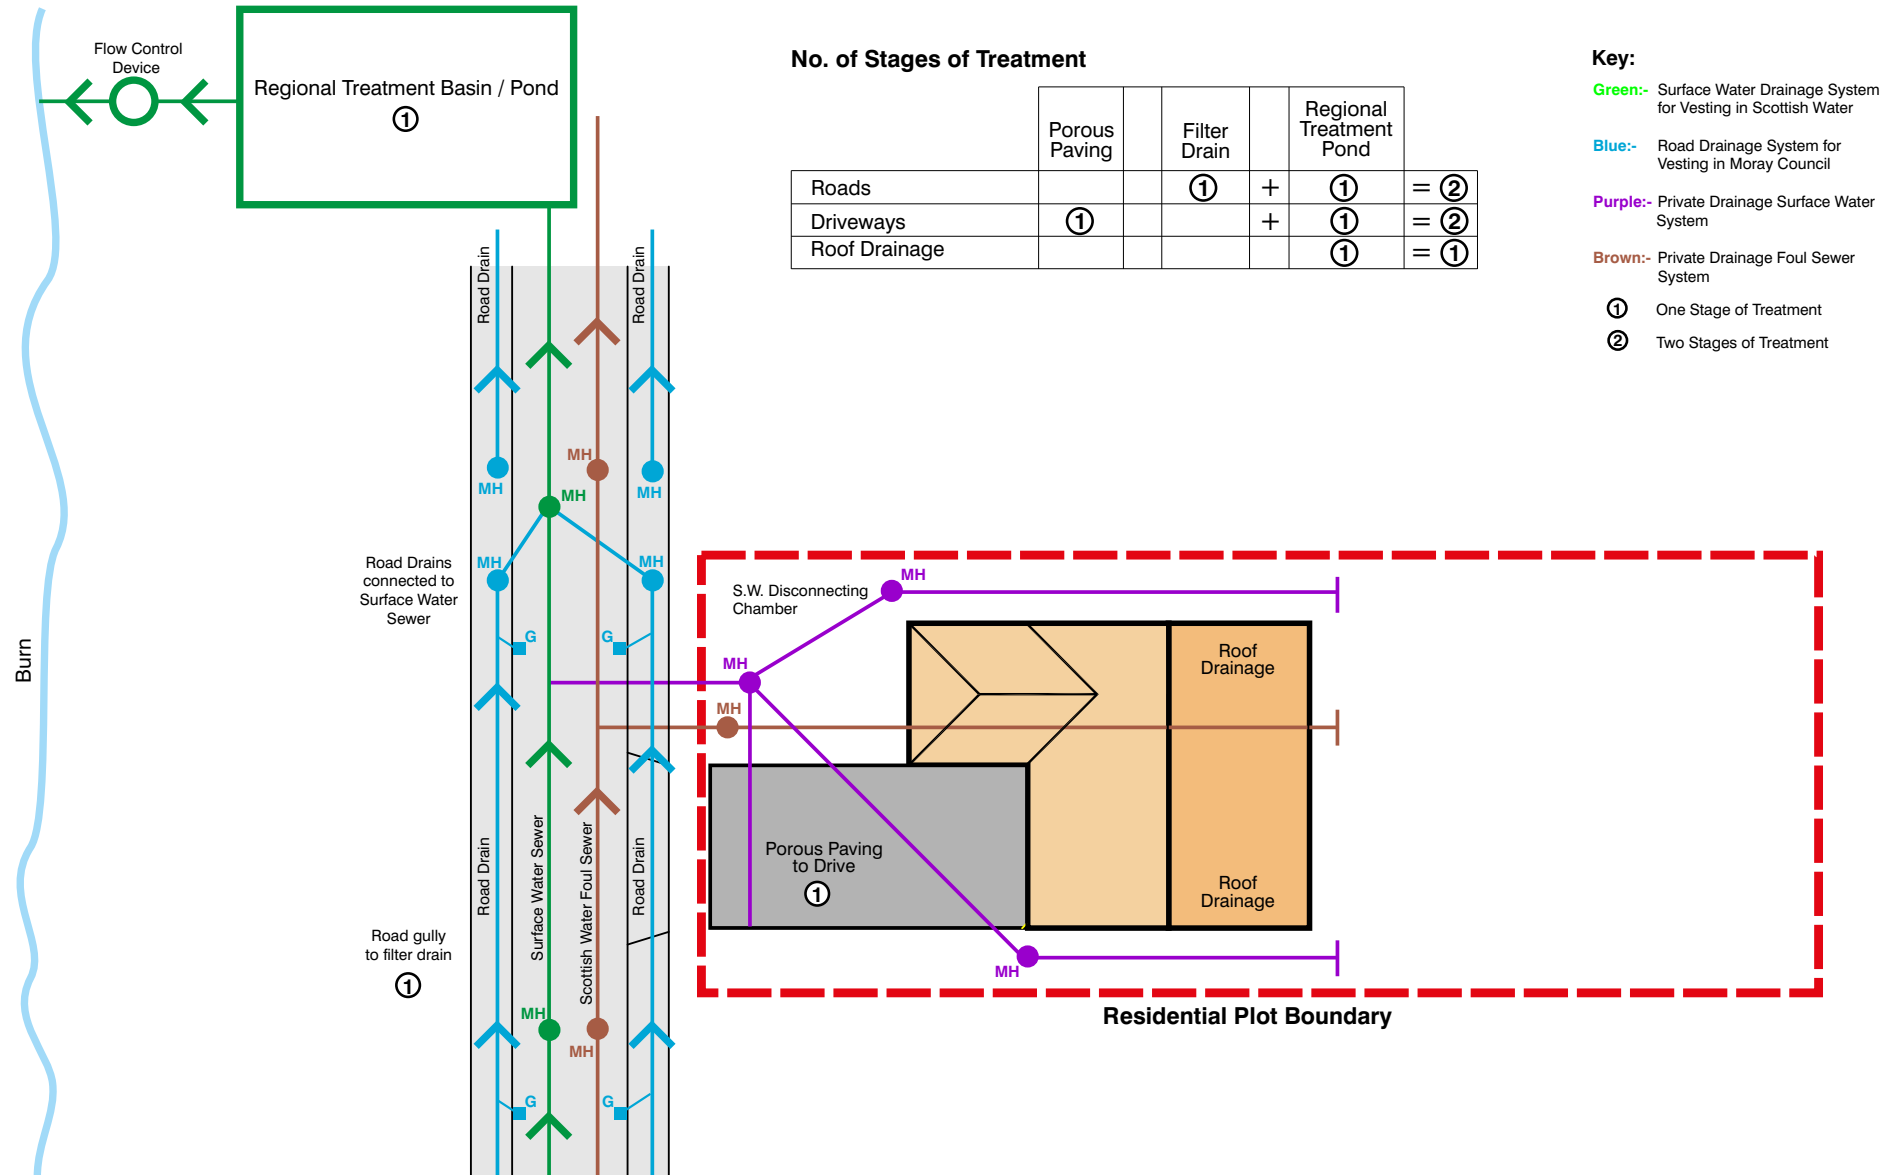 Flow Control
Device
Regional Treatment Basin / Pond
1
No. of Stages of Treatment
Porous
Paving
Filter
Drain
Regional
Treatment
Pond
Roads 1 + 1 = 2
Driveways 1 + 1 = 2
Roof Drainage 1 = 1
Key:
Green:- Surface Water Drainage System
for Vesting in Scottish Water
Blue:- Road Drainage System for
Vesting in Moray Council
Purple:- Private Drainage Surface Water
System
Brown:- Private Drainage Foul Sewer
System
1 One Stage of Treatment
2 Two Stages of Treatment
Road Drain
Road Drain
MH
MH
MH
MH
MH
MH
Road Drains
connected to
Surface Water
Sewer
G
G
Burn
S.W. Disconnecting
Chamber
MH
MH
MH
Roof
Drainage
Porous Paving
to Drive
1
Roof
Drainage
MH
Road Drain
Surface Water Sewer
Scottish Water Foul Sewer
Road Drain
Road gully
to filter drain
1
MH
MH
G
G
Residential Plot Boundary